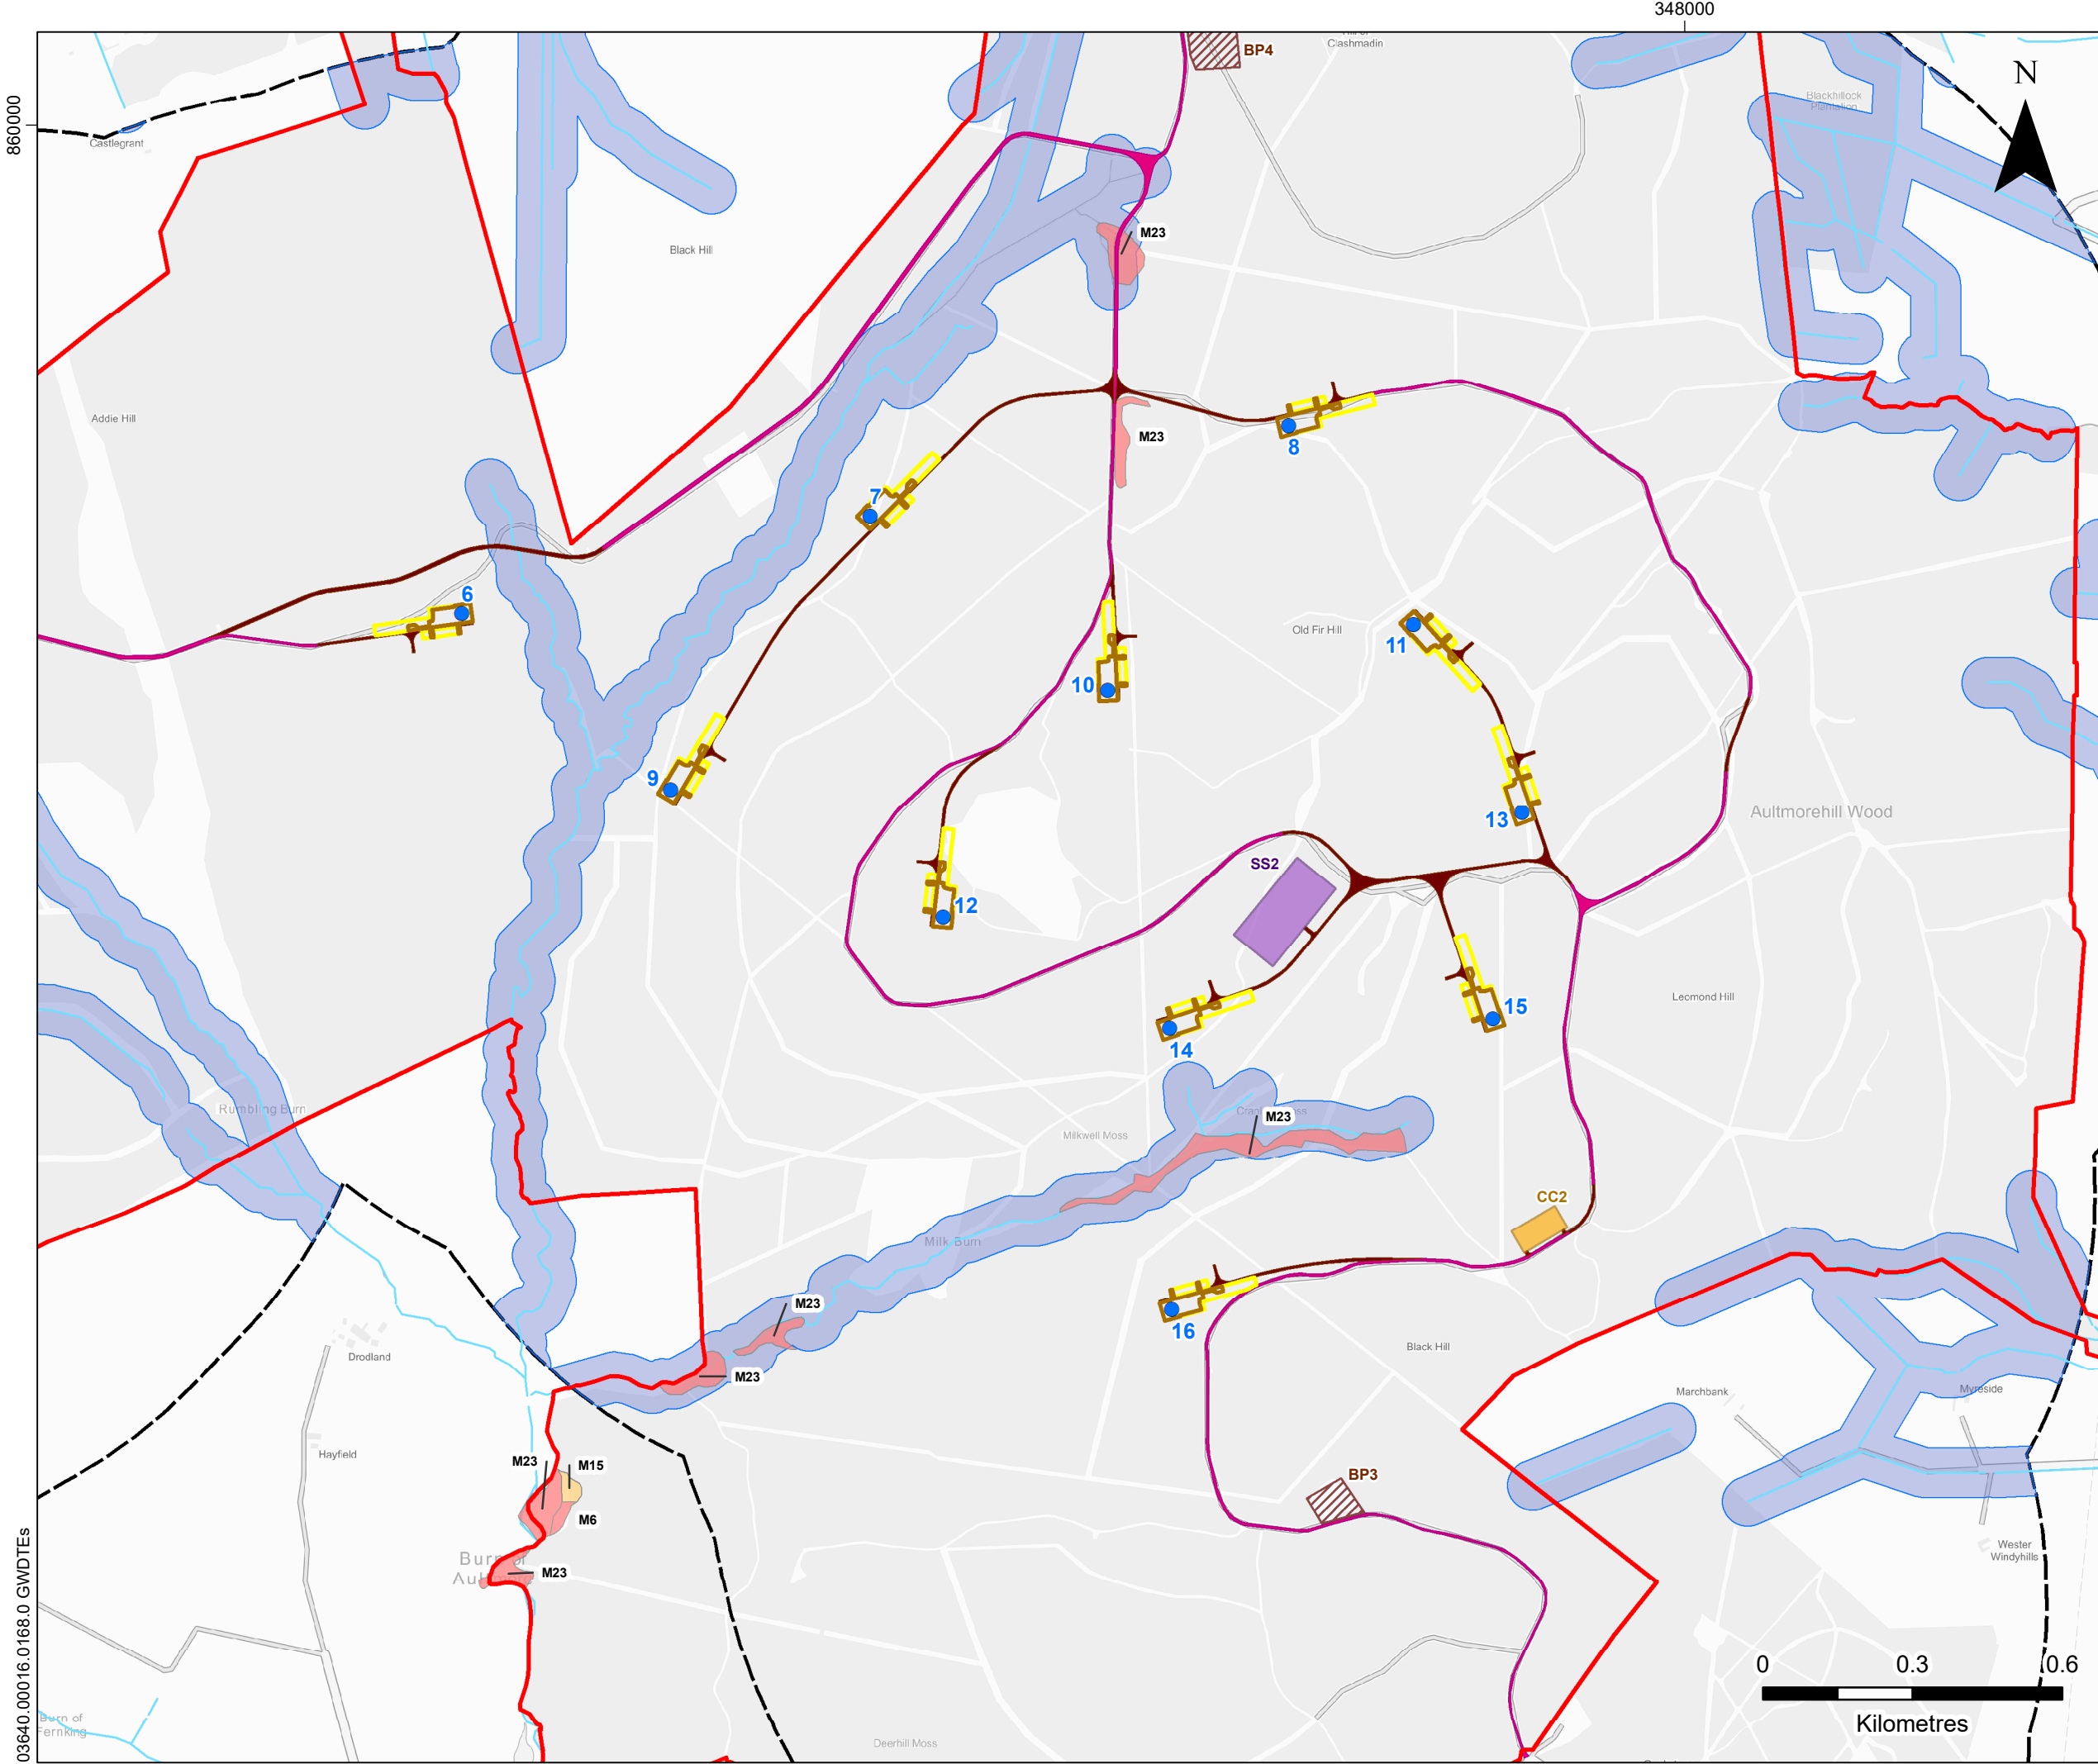 348000
860000
BP4
Clashmadin
Blackhillock
Plantation
N
Castlegrant
M23
Black Hill
Addie Hill
M23
8
7
6
Old Fir Hill
11
10
9
13
Aultmorehill Wood
SS2
12
15
Leomond Hill
14
Rumbling Burn
M23
Milkwell Moss
CC2
Milk Burn
M23
16
Black Hill
Drodland
M23
Marchbank
Myreside
Hayfield
M23
M15
BP3
M6
Wester
Windyhills
Burn of
M23
0
0.3
0.6
Kilometres
Burn of
Fernking
Deerhill Moss
03640.00016.0168.0 GWDTEs